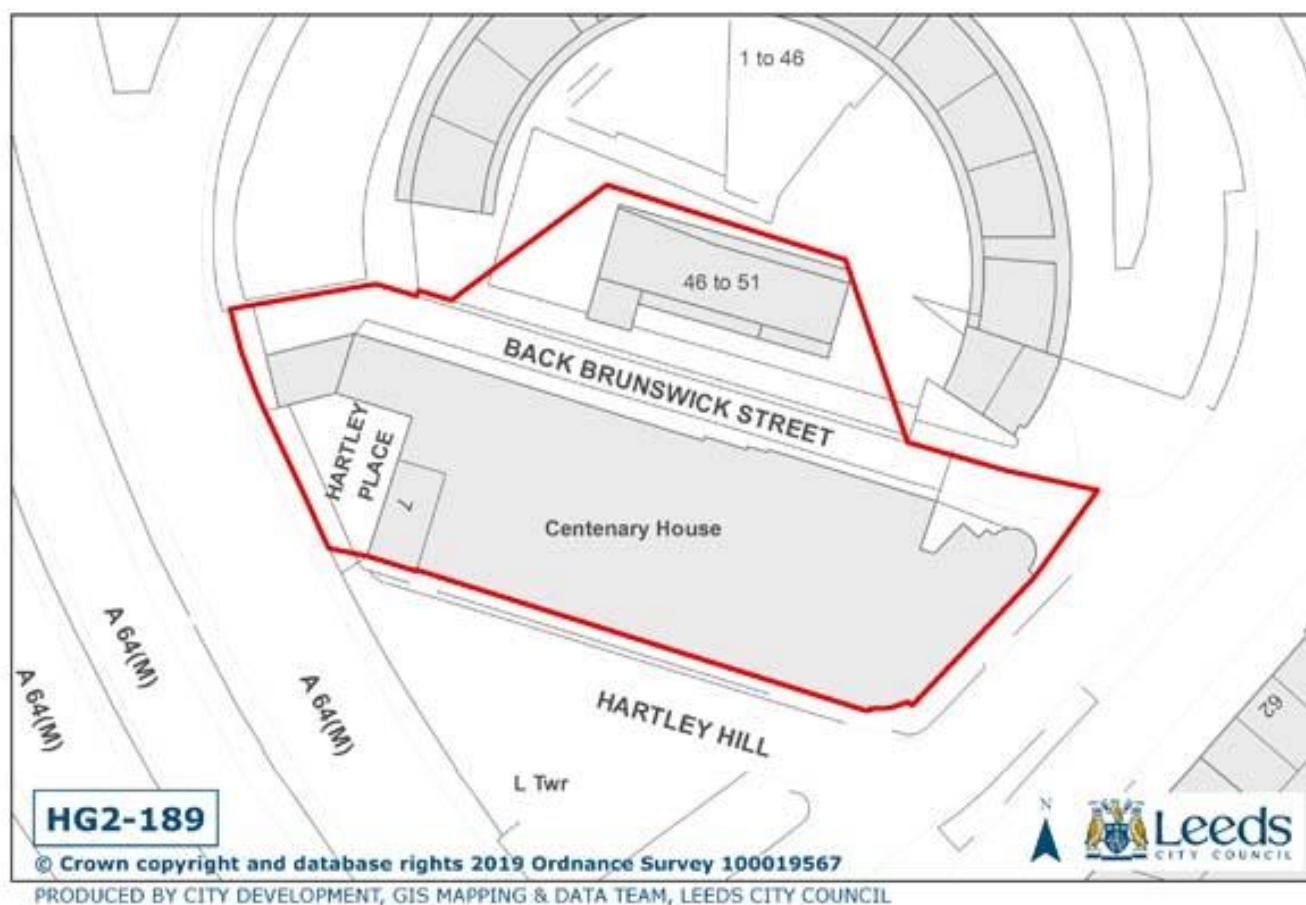 1 to 46
46 to 51
BACK BRUNSWICK STREET
HARTLEY
PLACE
7
Centenary House
A 64(M)
A 64(M)
A 64(M)
HARTLEY HILL
62
L Twr
HG2-189
N
Leeds
CITY COUNCIL
© Crown copyright and database rights 2019 Ordnance Survey 100019567
PRODUCED BY CITY DEVELOPMENT, GIS MAPPING & DATA TEAM, LEEDS CITY COUNCIL